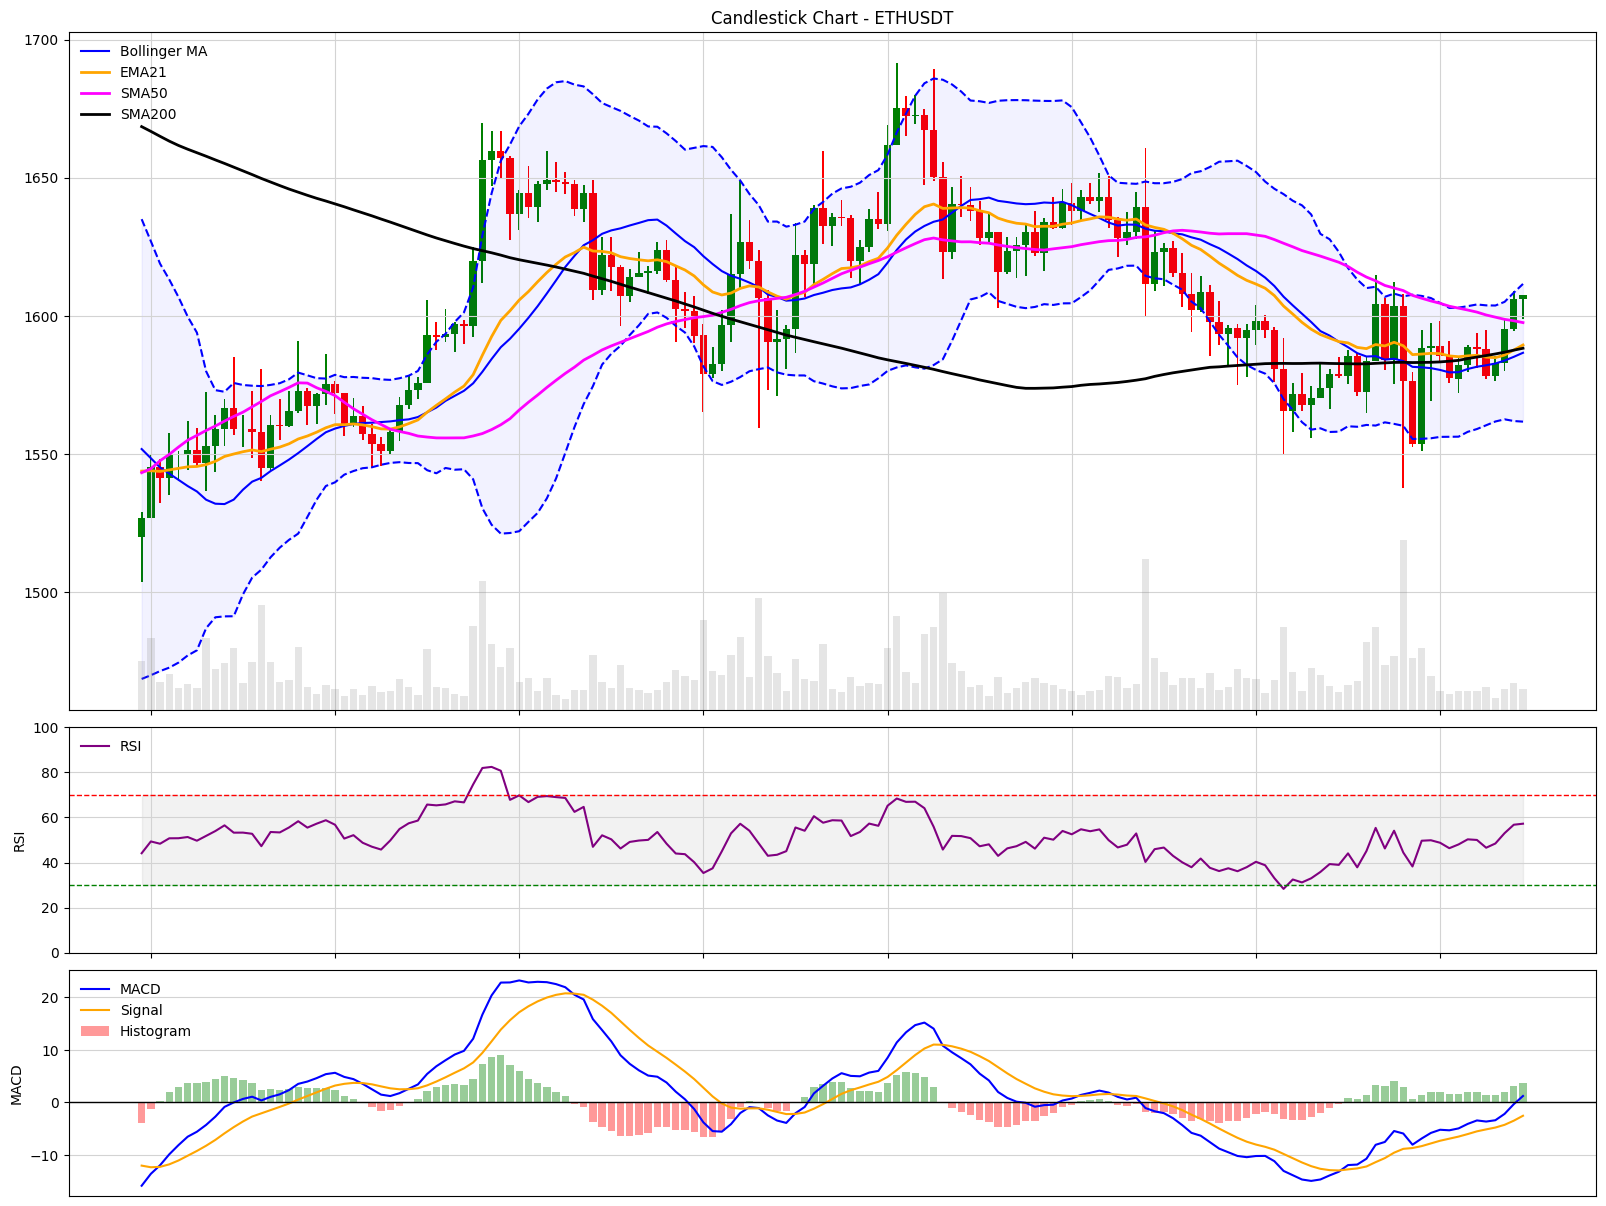 Candlestick Chart - ETHUSDT
Bollinger MA
EMA21
SMA50
SMA200
1700
1650
1600
1550
1500
RSI
100
80
60
40
20
0
RSI
MACD
Signal
Histogram
20
10
0
−10
MACD